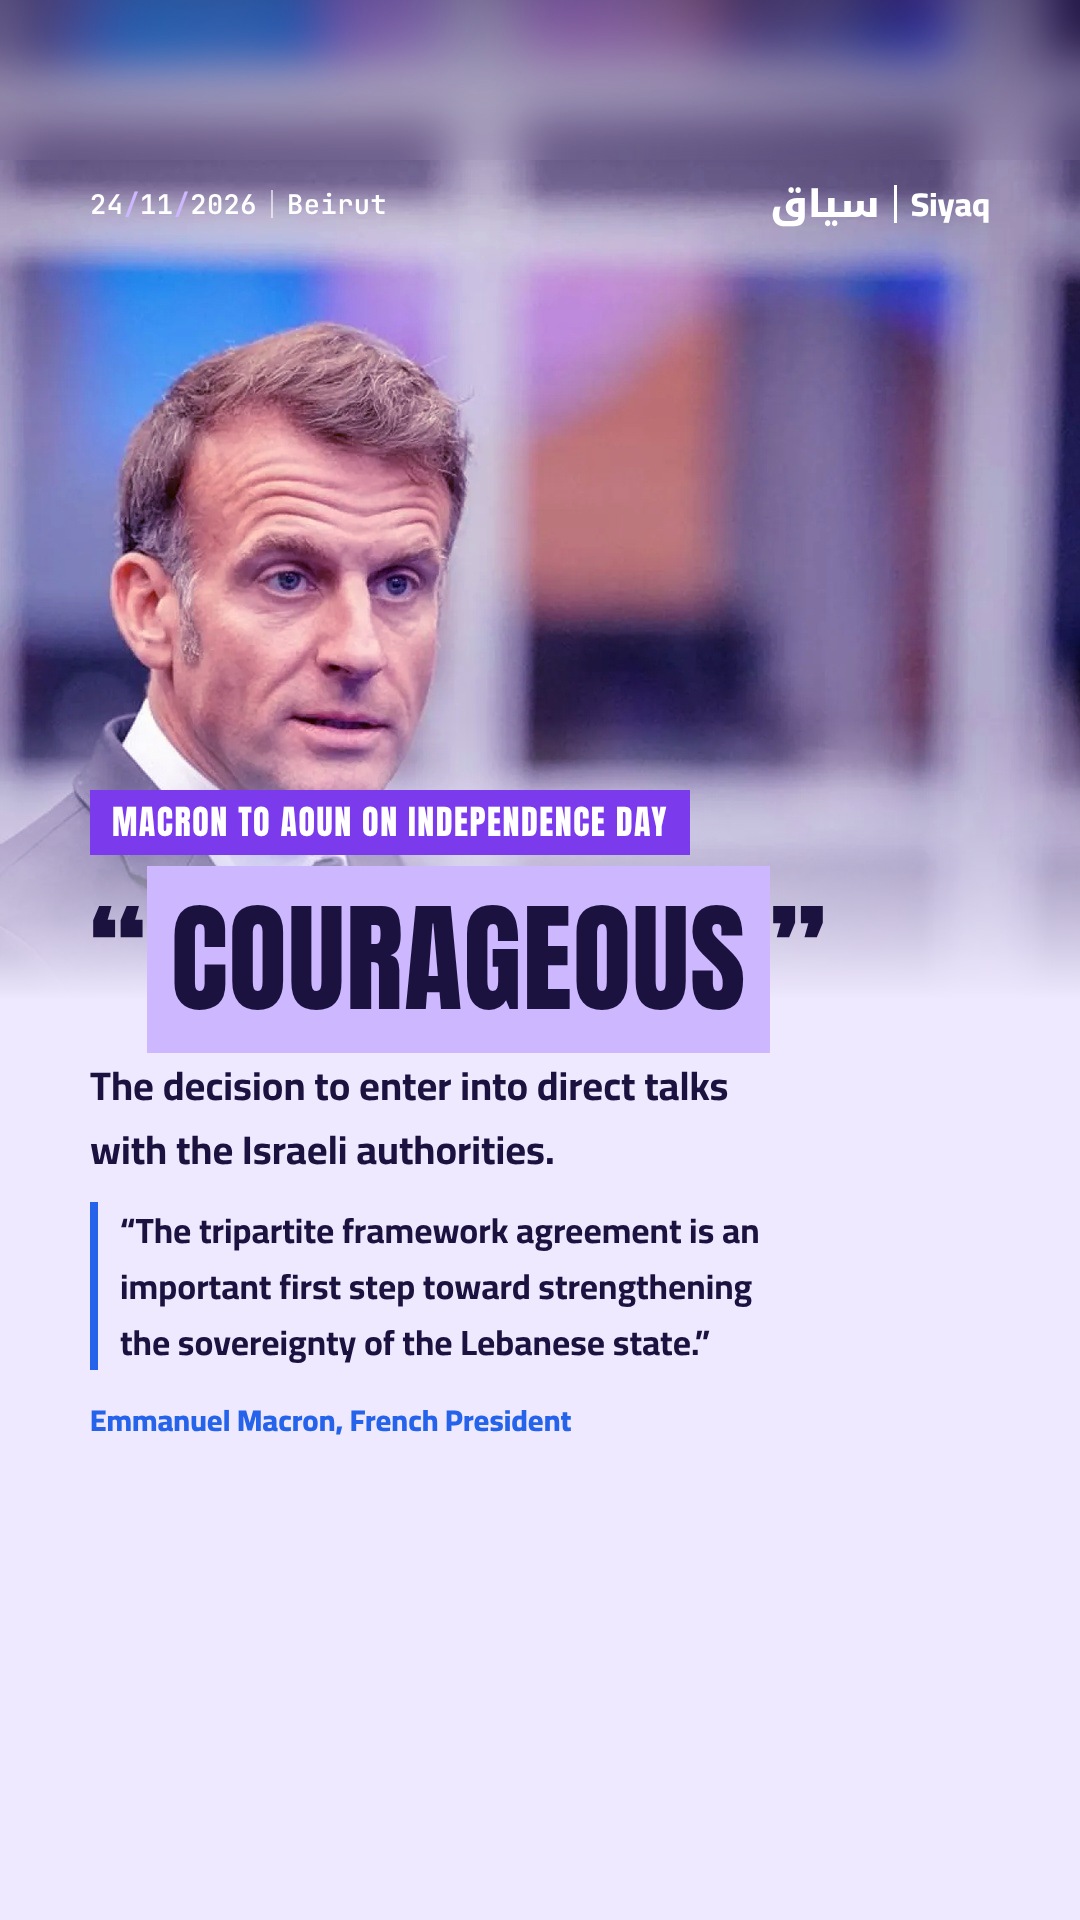 24/11/2026 | Beirut
سياق | Siyaq
MACRON TO AOUN ON INDEPENDENCE DAY
“COURAGEOUS”
The decision to enter into direct talks
with the Israeli authorities.
“The tripartite framework agreement is an
important first step toward strengthening
the sovereignty of the Lebanese state.”
Emmanuel Macron, French President